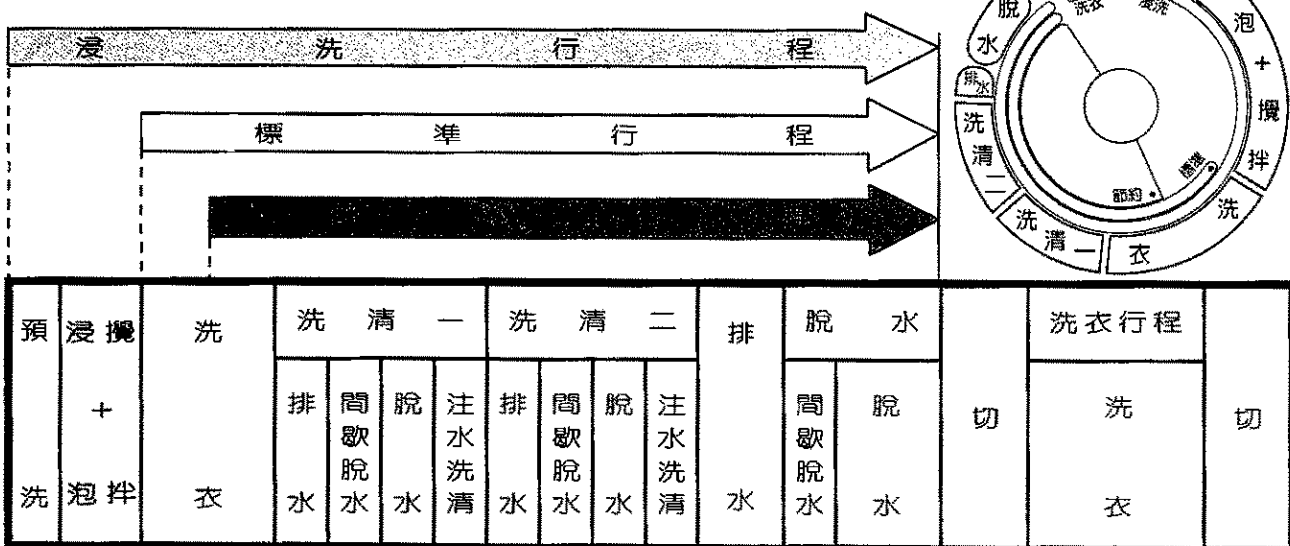 浸洗行程
標準行程
脫水
排水
洗清二
洗清一
洗衣
泡+攪拌
洗衣
節約
標準
預洗
浸泡+攪拌
洗衣
洗清一
排水
間歇脫水
脫水
注水洗清
洗清二
排水
間歇脫水
脫水
注水洗清
排水
脫水
間歇脫水
脫水
切
洗衣行程
洗衣
切